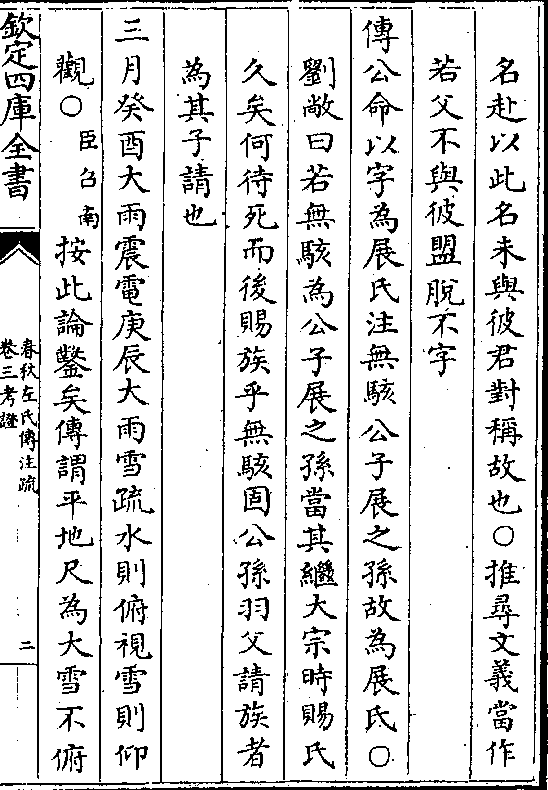 名赴以此名未與彼君對稱故也○推尋文義當作
若父不與彼盟脫不字
傳公命以字為展氏注無駭公子展之孫故為展氏○
劉敞曰若無駭為公子展之孫當其繼大宗時賜氏
久矣何待死而後賜族乎無駭固公孫羽父請族者
為其子請也
三月癸酉大雨震電庚辰大雨雪疏水則俯視雪則仰
觀○臣召南按此論鑿矣傳謂平地尺為大雪不俯
欽定四庫全書
春秋左氏傳注疏
卷三考證
二